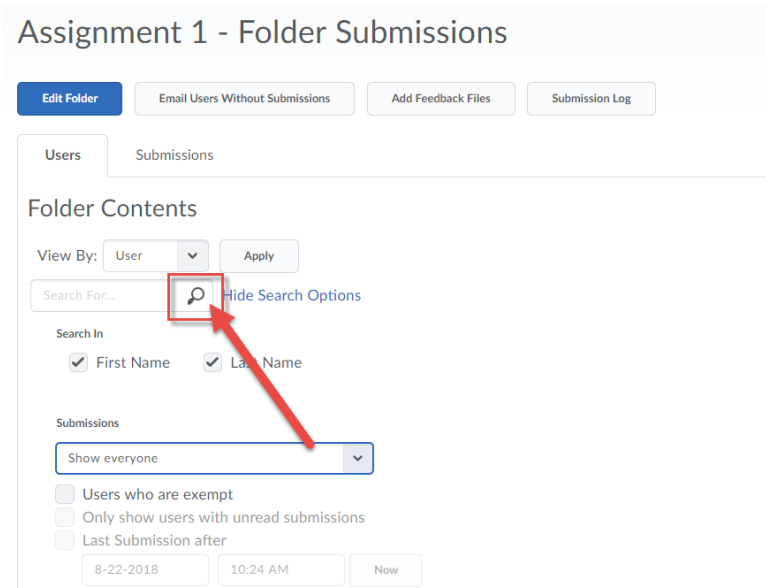 Assignment 1 - Folder Submissions
Edit Folder Email Users Without Submissions Add Feedback Files Submission Log
Users Submissions
Folder Contents
View By: User Apply
Search For... Hide Search Options
Search In
First Name Last Name
Submissions
Show everyone
Users who are exempt
Only show users with unread submissions
Last Submission after
8-22-2018 10:24 AM Now